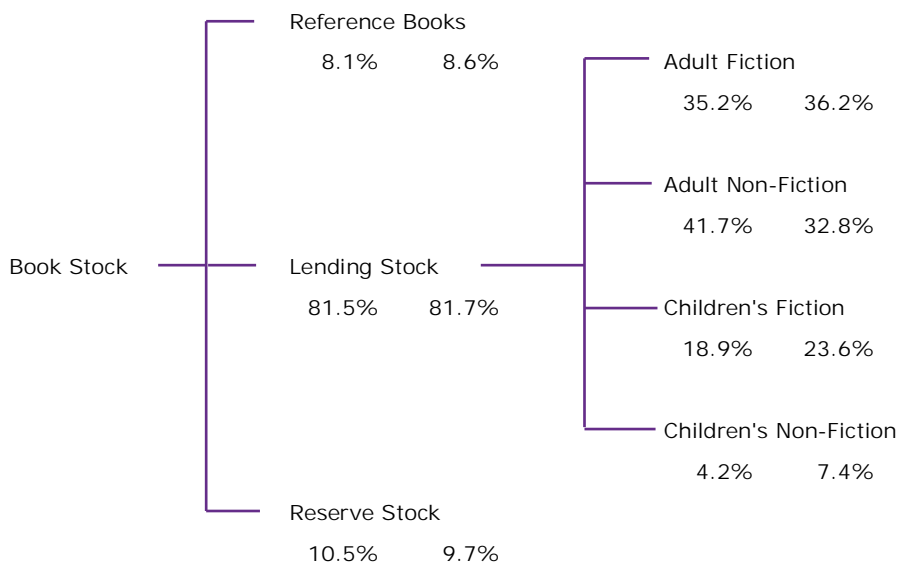 Reference Books
8.1% 8.6%
Adult Fiction
35.2% 36.2%
Adult Non-Fiction
41.7% 32.8%
Book Stock
Lending Stock
81.5% 81.7%
Children's Fiction
18.9% 23.6%
Children's Non-Fiction
4.2% 7.4%
Reserve Stock
10.5% 9.7%